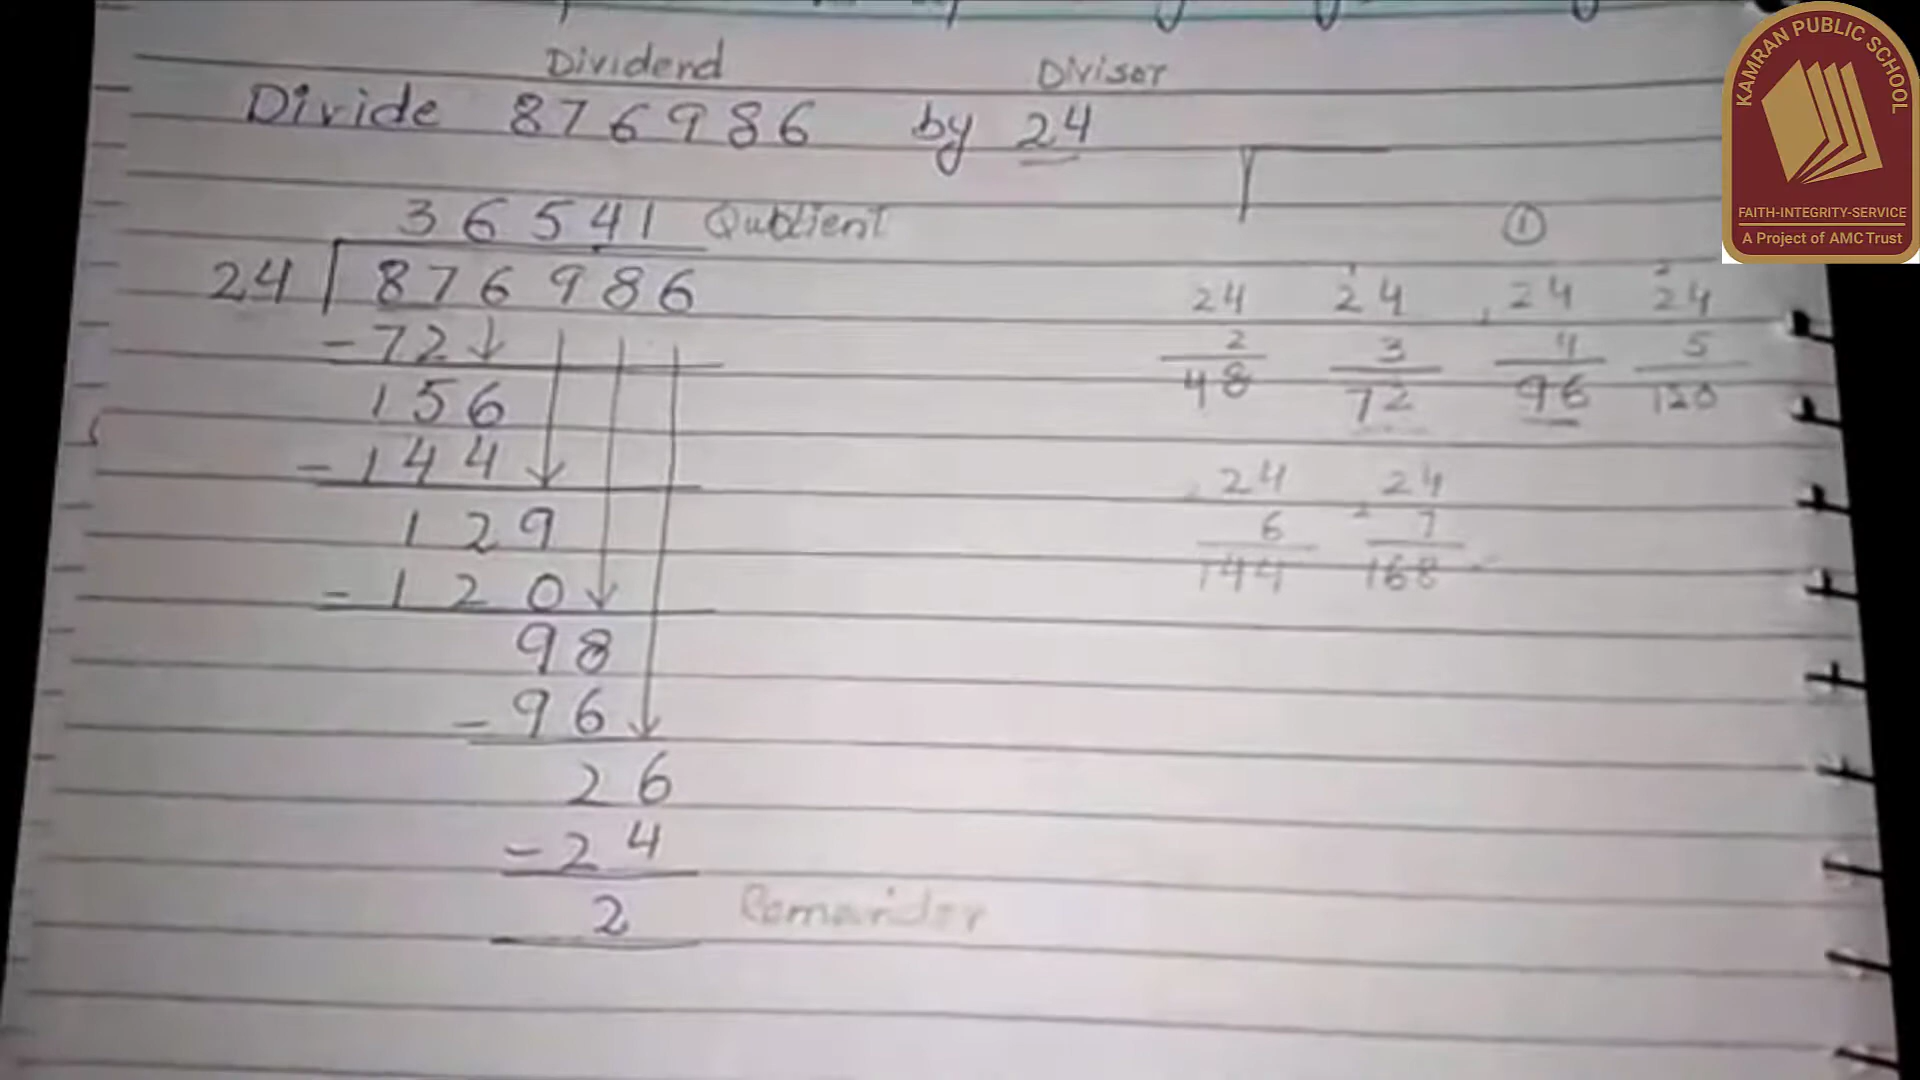 Dividend Divisor
Divide 876986 by 24
36541 Quotient
24 876986
-72
156
-144
129
-120
98
-96
26
-24
2 Remainder
1
24 24 24 24
2 3 4 5
48 72 96 120
24 24
6 7
144 168
KAMRAN PUBLIC SCHOOL
FAITH-INTEGRITY-SERVICE
A Project of AMC Trust